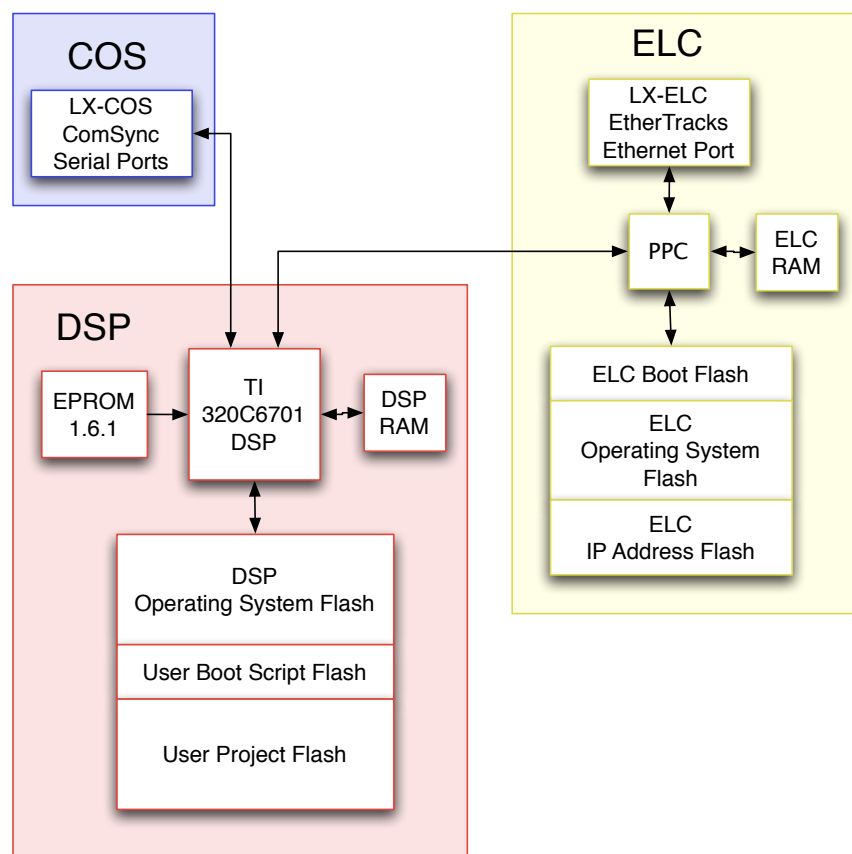 COS
LX-COS
ComSync
Serial Ports
ELC
LX-ELC
EtherTracks
Ethernet Port
PPC
ELC
RAM
ELC Boot Flash
ELC
Operating System
Flash
ELC
IP Address Flash
DSP
EPROM
1.6.1
TI
320C6701
DSP
DSP
RAM
DSP
Operating System Flash
User Boot Script Flash
User Project Flash